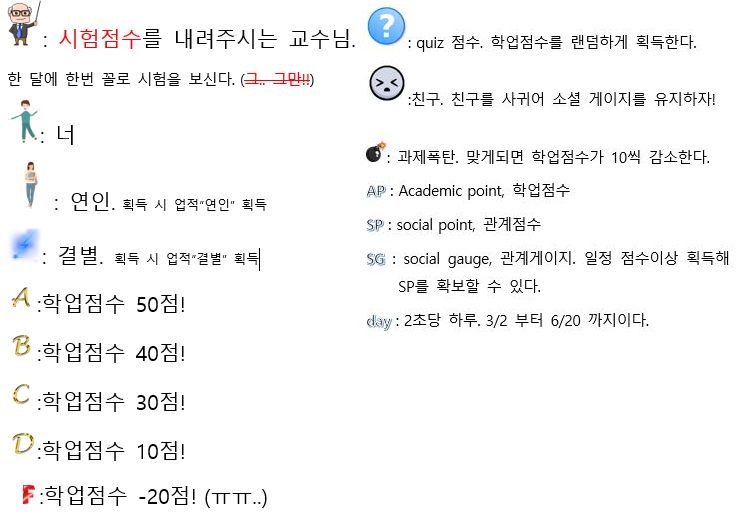 : 시험점수를 내려주시는 교수님.
한 달에 한번 꼴로 시험을 보신다. (그.. 그만!!)
: 너
: 연인. 획득 시 업적"연인" 획득
: 결별. 획득 시 업적"결별" 획득
A :학업점수 50점!
B :학업점수 40점!
C :학업점수 30점!
D :학업점수 10점!
F :학업점수 -20점! (ㅠㅠ..)
? : quiz 점수. 학업점수를 랜덤하게 획득한다.
:친구. 친구를 사귀어 소셜 게이지를 유지하자!
: 과제폭탄. 맞게되면 학업점수가 10씩 감소한다.
AP : Academic point, 학업점수
SP : social point, 관계점수
SG : social gauge, 관계게이지. 일정 점수이상 획득해
SP를 확보할 수 있다.
day : 2초당 하루. 3/2 부터 6/20 까지이다.